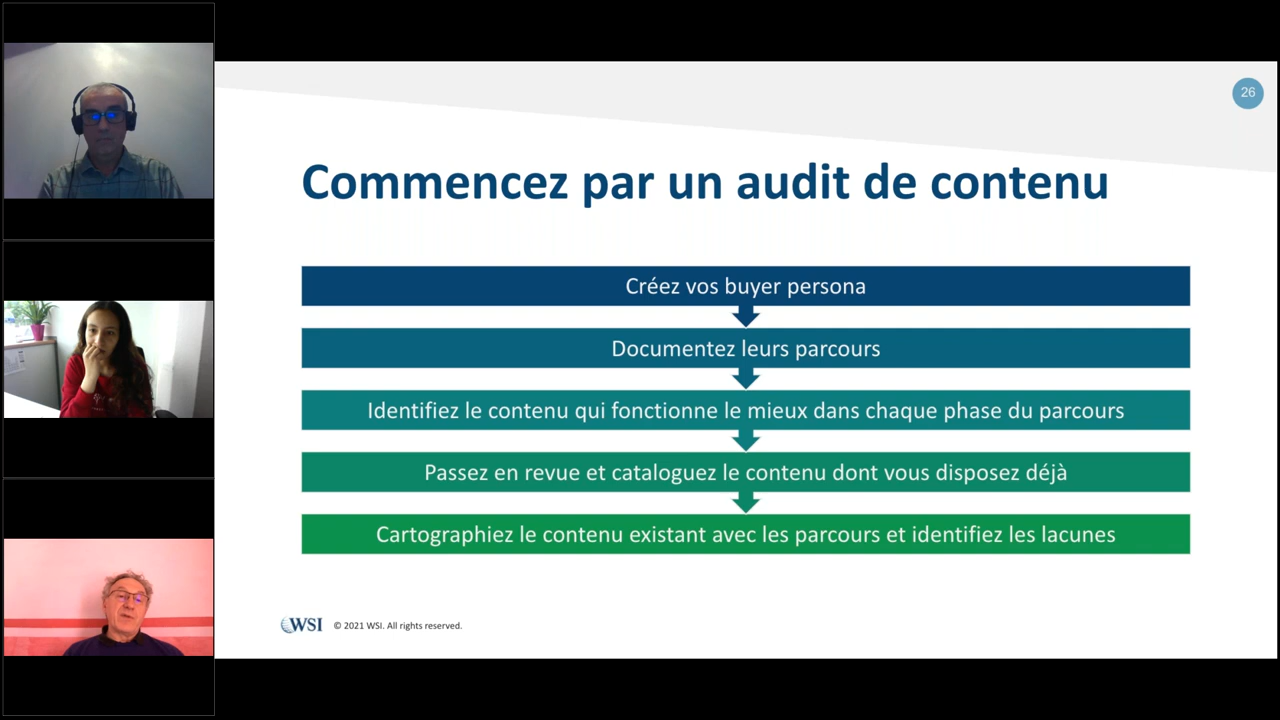 26
Commencez par un audit de contenu
Créez vos buyer persona
Documentez leurs parcours
Identifiez le contenu qui fonctionne le mieux dans chaque phase du parcours
Passez en revue et cataloguez le contenu dont vous disposez déjà
Cartographiez le contenu existant avec les parcours et identifiez les lacunes
WSI © 2021 WSI. All rights reserved.